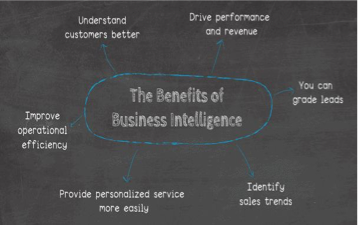 Understand
customers better
Drive performance
and revenue
You can
grade leads
The Benefits of
Business Intelligence
Improve
operational
efficiency
Identify
sales trends
Provide personalized service
more easily